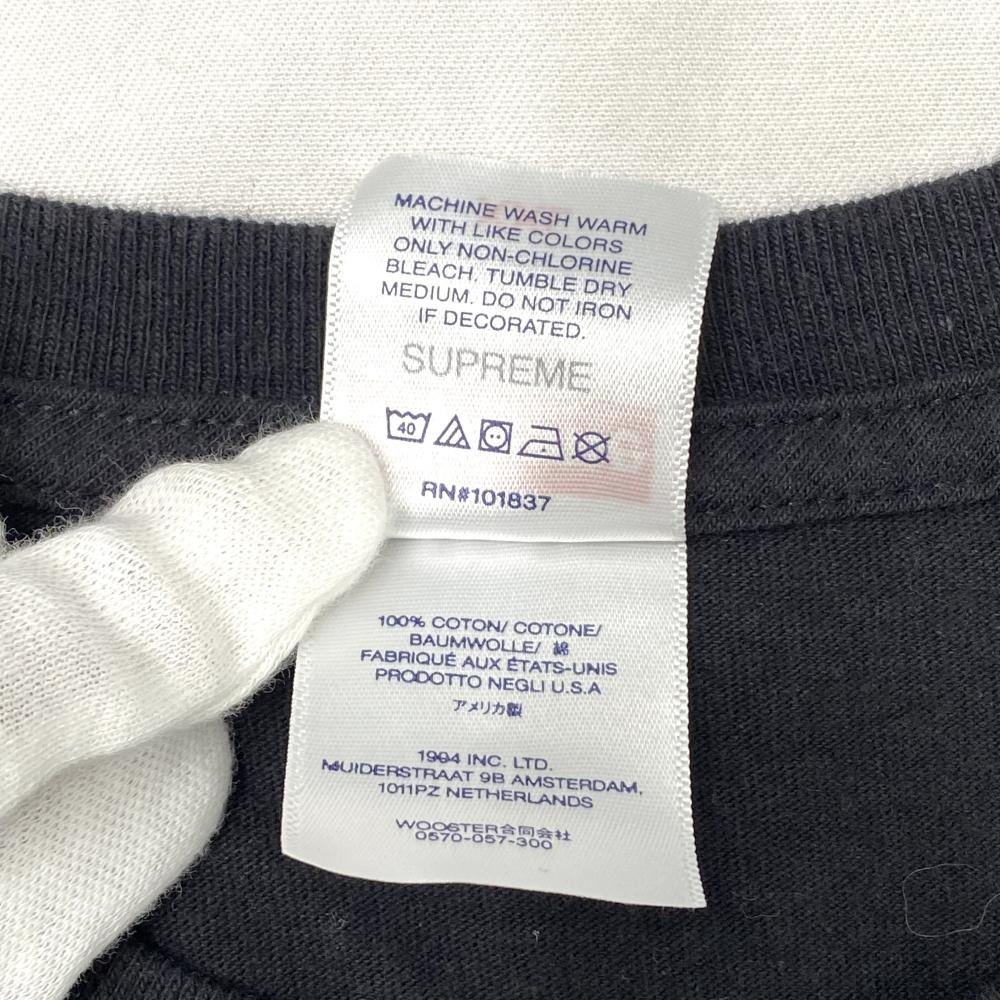 MACHINE WASH WARM
WITH LIKE COLORS
ONLY NON-CHLORINE
BLEACH. TUMBLE DRY
MEDIUM. DO NOT IRON
IF DECORATED.
SUPREME
40
RN#101837
100% COTON/ COTONE/
BAUMWOLLE/ 綿
FABRIQUÉ AUX ÉTATS-UNIS
PRODOTTO NEGLI U.S.A
アメリカ製
1994 INC. LTD.
MUIDERSTRAAT 9B AMSTERDAM,
1011PZ NETHERLANDS
WOOSTER合同会社
0570-057-300